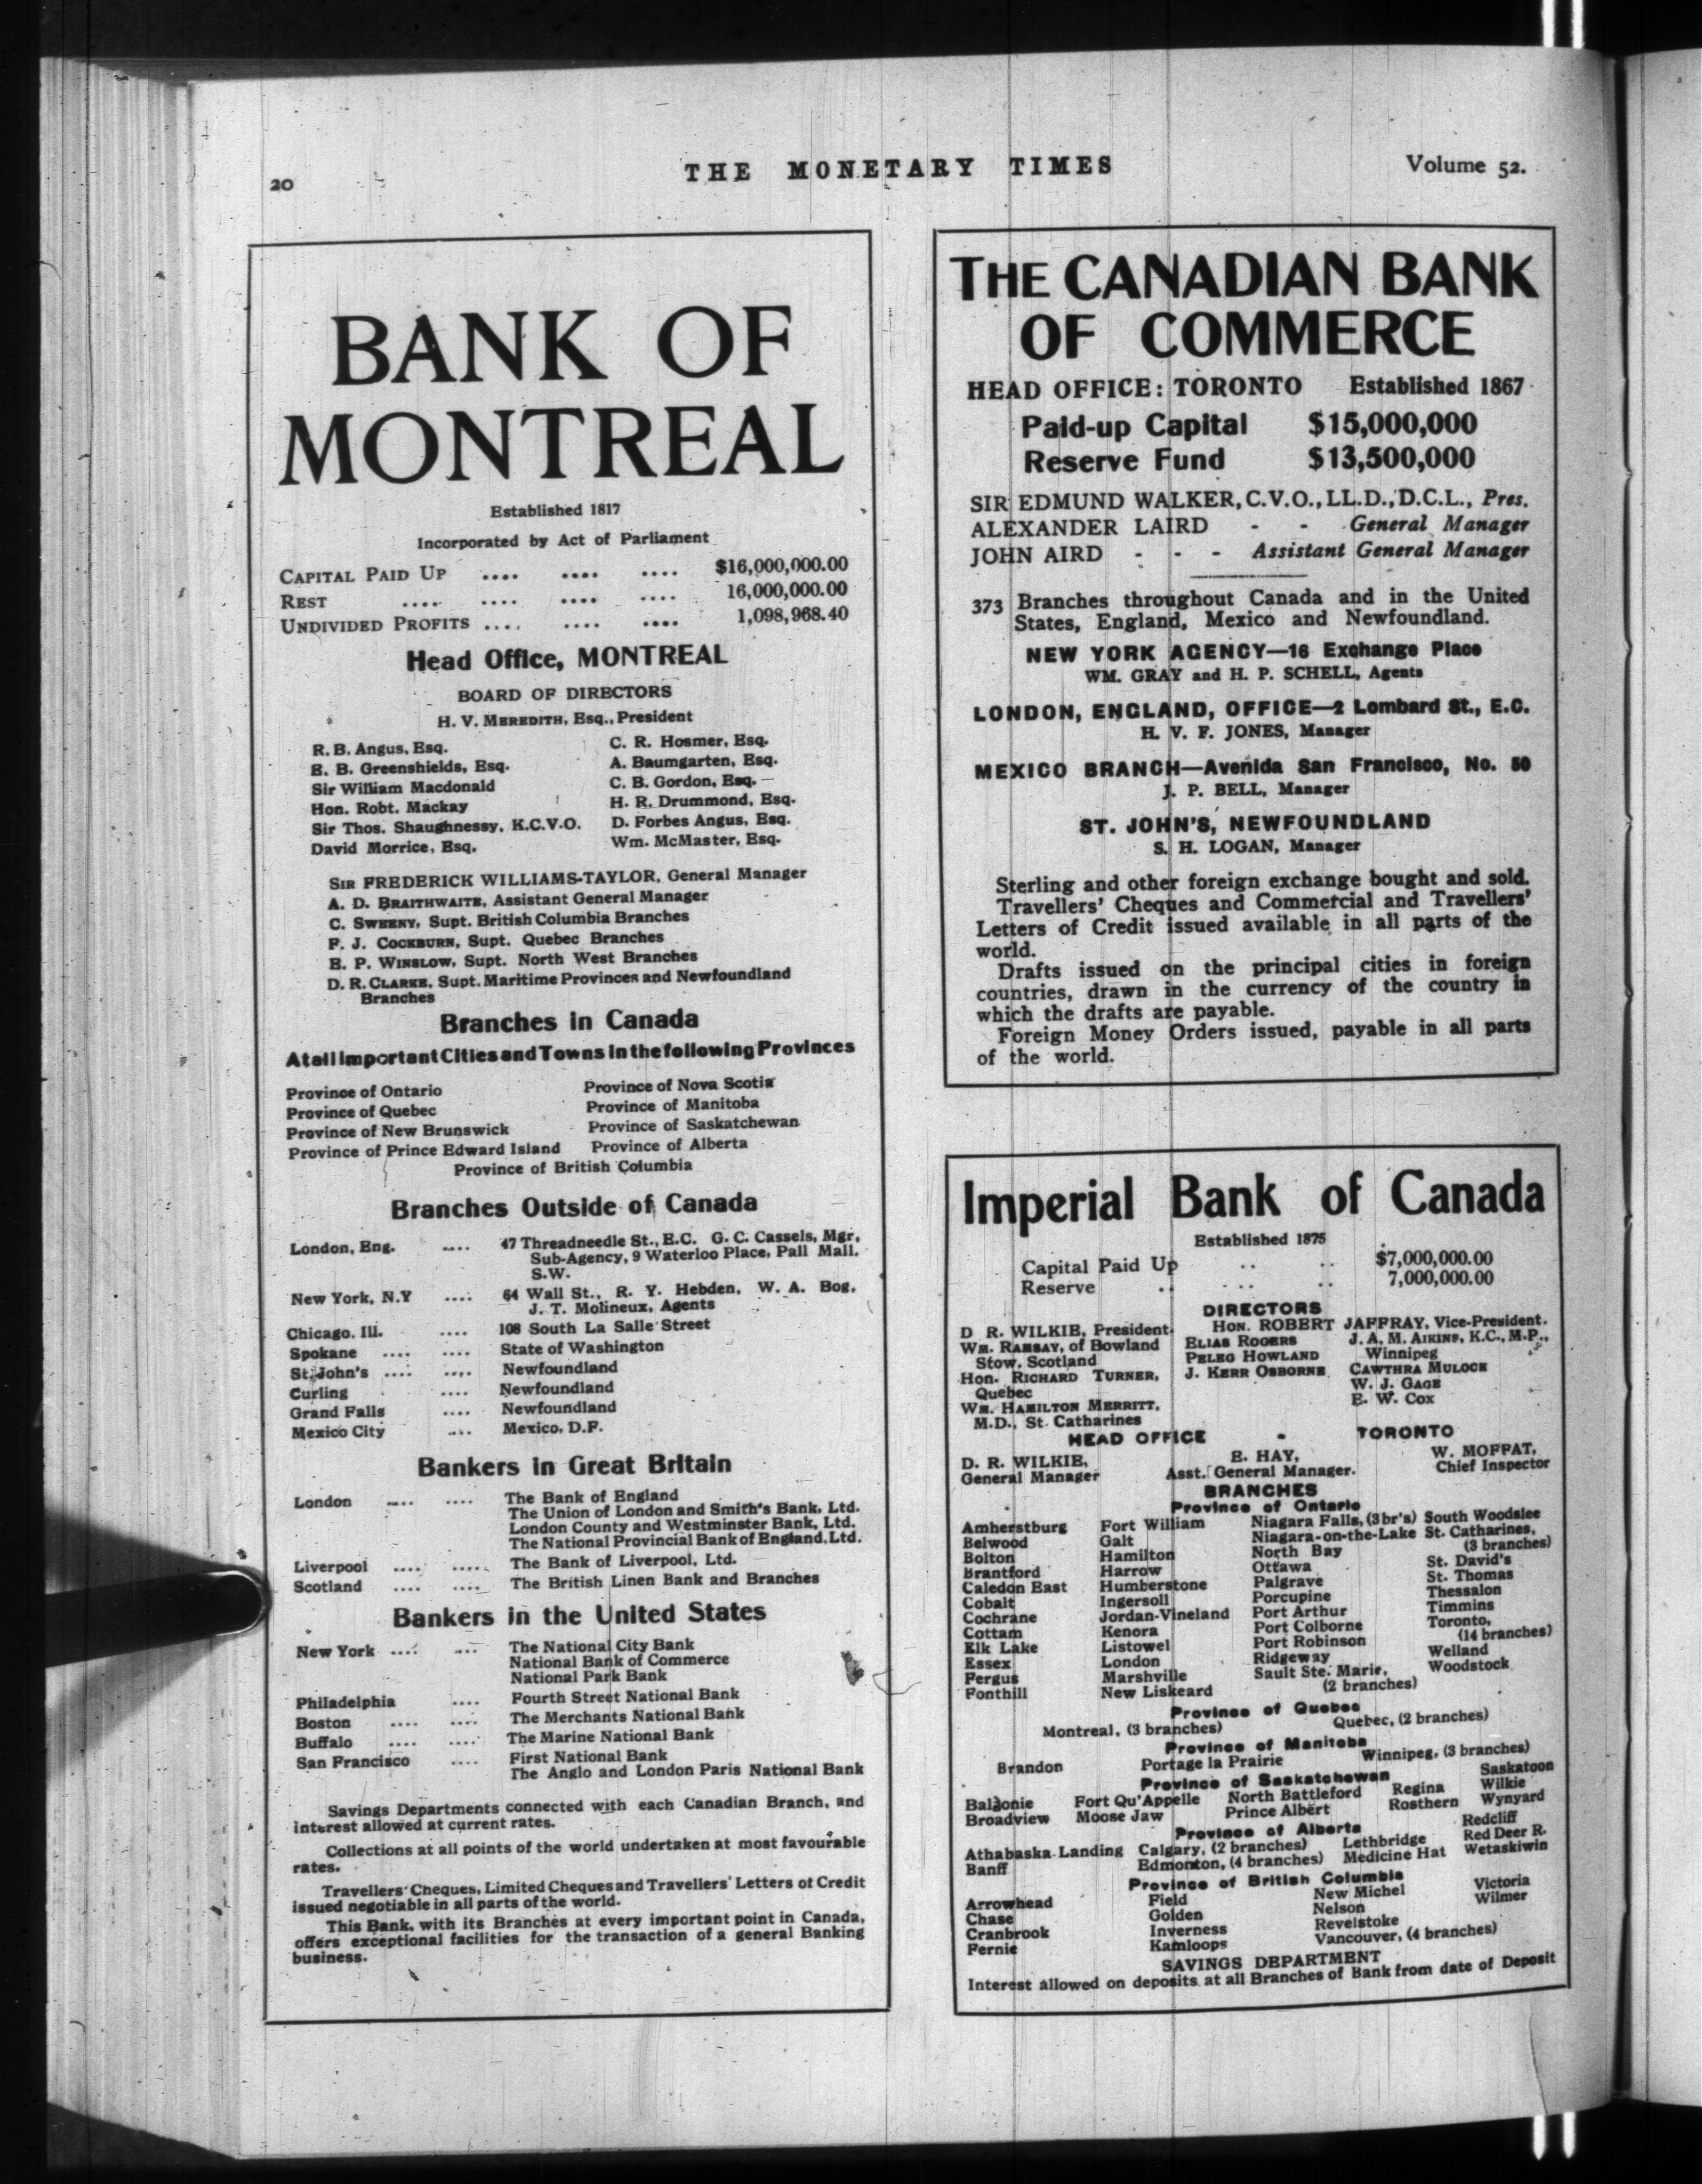 20
THE MONETARY TIMES
Volume 52.
BANK OF
MONTREAL
Established 1817
Incorporated by Act of Parliament
CAPITAL PAID UP .... .... .... $16,000,000.00
REST .... .... .... .... 16,000,000.00
UNDIVIDED PROFITS .... .... .... 1,098,968.40
Head Office, MONTREAL
BOARD OF DIRECTORS
H. V. MEREDITH, Esq., President
R. B. Angus, Esq. C. R. Hosmer, Esq.
E. B. Greenshields, Esq. A. Baumgarten, Esq.
Sir William Macdonald C. B. Gordon, Esq.
Hon. Robt. Mackay H. R. Drummond, Esq.
Sir Thos. Shaughnessy, K.C.V.O. D. Forbes Angus, Esq.
David Morrice, Esq. Wm. McMaster, Esq.
SIR FREDERICK WILLIAMS-TAYLOR, General Manager
A. D. BRAITHWAITE, Assistant General Manager
C. SWEENY, Supt. British Columbia Branches
F. J. COCKBURN, Supt. Quebec Branches
E. P. WINSLOW, Supt. North West Branches
D. R. CLARKE, Supt. Maritime Provinces and Newfoundland
Branches
Branches in Canada
At all Important Cities and Towns in the following Provinces
Province of Ontario Province of Nova Scotia
Province of Quebec Province of Manitoba
Province of New Brunswick Province of Saskatchewan
Province of Prince Edward Island Province of Alberta
Province of British Columbia
Branches Outside of Canada
London, Eng. .... 47 Threadneedle St., E.C. G. C. Cassels, Mgr,
Sub-Agency, 9 Waterloo Place, Pall Mall,
S.W.
New York, N.Y .... 64 Wall St., R. Y. Hebden, W. A. Bog,
J. T. Molineux, Agents
Chicago, Ill. .... 108 South La Salle Street
Spokane .... .... State of Washington
St. John's .... .... Newfoundland
Curling .... Newfoundland
Grand Falls .... Newfoundland
Mexico City .... Mexico, D.F.
Bankers in Great Britain
London .... .... The Bank of England
The Union of London and Smith's Bank, Ltd.
London County and Westminster Bank, Ltd.
The National Provincial Bank of England, Ltd.
Liverpool .... .... The Bank of Liverpool, Ltd.
Scotland .... .... The British Linen Bank and Branches
Bankers in the United States
New York .... .... The National City Bank
National Bank of Commerce
National Park Bank
Philadelphia .... Fourth Street National Bank
Boston .... .... The Merchants National Bank
Buffalo .... .... The Marine National Bank
San Francisco .... First National Bank
The Anglo and London Paris National Bank
Savings Departments connected with each Canadian Branch, and
interest allowed at current rates.
Collections at all points of the world undertaken at most favourable
rates.
Travellers' Cheques, Limited Cheques and Travellers' Letters of Credit
issued negotiable in all parts of the world.
This Bank, with its Branches at every important point in Canada,
offers exceptional facilities for the transaction of a general Banking
business.
THE CANADIAN BANK
OF COMMERCE
HEAD OFFICE: TORONTO Established 1867
Paid-up Capital $15,000,000
Reserve Fund $13,500,000
SIR EDMUND WALKER, C.V.O., LL.D., D.C.L., Pres.
ALEXANDER LAIRD - - General Manager
JOHN AIRD - - - Assistant General Manager
373 Branches throughout Canada and in the United
States, England, Mexico and Newfoundland.
NEW YORK AGENCY—16 Exchange Place
WM. GRAY and H. P. SCHELL, Agents
LONDON, ENGLAND, OFFICE—2 Lombard St., E.C.
H. V. F. JONES, Manager
MEXICO BRANCH—Avenida San Francisco, No. 50
J. P. BELL, Manager
ST. JOHN'S, NEWFOUNDLAND
S. H. LOGAN, Manager
Sterling and other foreign exchange bought and sold.
Travellers' Cheques and Commercial and Travellers'
Letters of Credit issued available in all parts of the
world.
Drafts issued on the principal cities in foreign
countries, drawn in the currency of the country in
which the drafts are payable.
Foreign Money Orders issued, payable in all parts
of the world.
Imperial Bank of Canada
Established 1875
Capital Paid Up .. .. $7,000,000.00
Reserve .. ... .. 7,000,000.00
DIRECTORS
D R. WILKIE, President HON. ROBERT JAFFRAY, Vice-President.
WM. RAMSAY, of Bowland ELIAS ROGERS J. A. M. AIKINS, K.C., M.P.,
Stow, Scotland PELEG HOWLAND Winnipeg
Hon. RICHARD TURNER, J. KERR OSBORNE CAWTHRA MULOCK
Quebec W. J. GAGE
WM. HAMILTON MERRITT, E. W. COX
M.D., St. Catharines
HEAD OFFICE - TORONTO
D. R. WILKIE, E. HAY, W. MOFFAT,
General Manager Asst. General Manager. Chief Inspector
BRANCHES
Province of Ontario
Amherstburg Fort William Niagara Falls, (3 br's) South Woodslee
Belwood Galt Niagara-on-the-Lake St. Catharines,
Bolton Hamilton North Bay (3 branches)
Brantford Harrow Ottawa St. David's
Caledon East Humberstone Palgrave St. Thomas
Cobalt Ingersoll Porcupine Thessalon
Cochrane Jordan-Vineland Port Arthur Timmins
Cottam Kenora Port Colborne Toronto,
Elk Lake Listowel Port Robinson (14 branches)
Essex London Ridgeway Welland
Fergus Marshville Sault Ste. Marie, Woodstock
Fonthill New Liskeard (2 branches)
Province of Quebec
Montreal, (3 branches) Quebec, (2 branches)
Province of Manitoba
Brandon Portage la Prairie Winnipeg, (3 branches)
Province of Saskatchewan Saskatoon
Balgonie Fort Qu'Appelle North Battleford Regina Wilkie
Broadview Moose Jaw Prince Albert Rosthern Wynyard
Province of Alberta Redcliff
Athabaska Landing Calgary, (2 branches) Lethbridge Red Deer R.
Banff Edmonton, (4 branches) Medicine Hat Wetaskiwin
Province of British Columbia
Arrowhead Field New Michel Victoria
Chase Golden Nelson Wilmer
Cranbrook Inverness Revelstoke
Fernie Kamloops Vancouver, (4 branches)
SAVINGS DEPARTMENT
Interest allowed on deposits at all Branches of Bank from date of Deposit